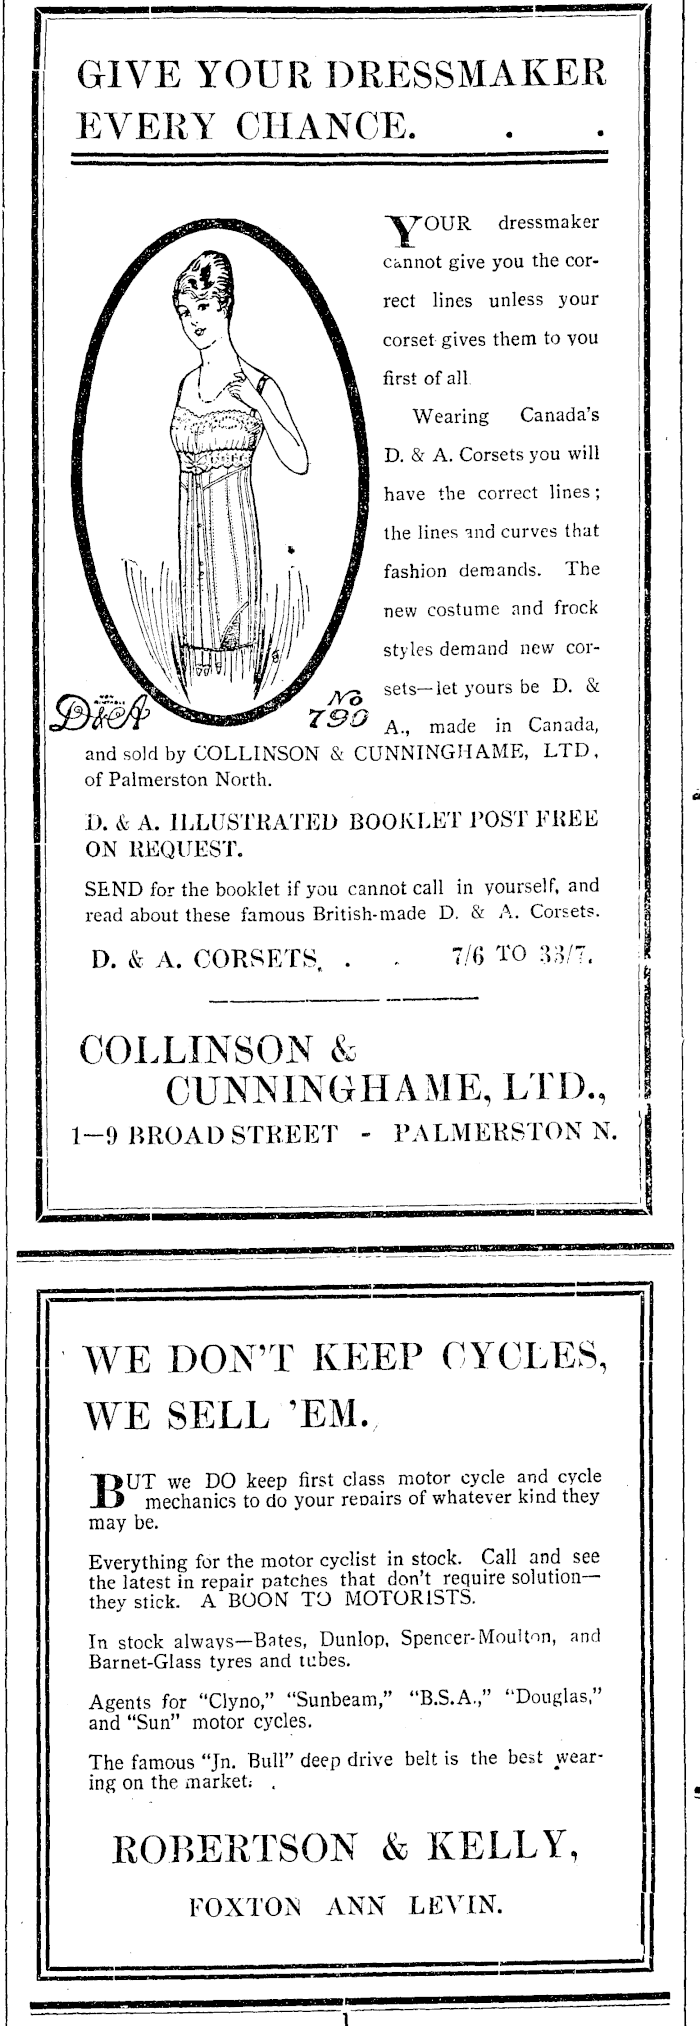 GIVE YOUR DRESSMAKER
EVERY CHANCE. . .
YOUR dressmaker
cannot give you the cor-
rect lines unless your
corset gives them to you
first of all
Wearing Canada's
D. & A. Corsets you will
have the correct lines;
the lines and curves that
fashion demands. The
new costume and frock
styles demand new cor-
sets—let yours be D. &
A., made in Canada,
D&A
No
790
and sold by COLLINSON & CUNNINGHAME, LTD,
of Palmerston North.
D. & A. ILLUSTRATED BOOKLET POST FREE
ON REQUEST.
SEND for the booklet if you cannot call in yourself, and
read about these famous British-made D. & A. Corsets.
D. & A. CORSETS, . . 7/6 TO 33/7.
COLLINSON &
CUNNINGHAME, LTD.,
1—9 BROAD STREET - PALMERSTON N.
WE DON'T KEEP CYCLES,
WE SELL 'EM.
BUT we DO keep first class motor cycle and cycle
mechanics to do your repairs of whatever kind they
may be.
Everything for the motor cyclist in stock. Call and see
the latest in repair patches that don't require solution—
they stick. A BOON TO MOTORISTS.
In stock always—Bates, Dunlop, Spencer-Moulton, and
Barnet-Glass tyres and tubes.
Agents for "Clyno," "Sunbeam," "B.S.A.," "Douglas,"
and "Sun" motor cycles.
The famous "Jn. Bull" deep drive belt is the best wear-
ing on the market.
ROBERTSON & KELLY,
FOXTON ANN LEVIN.